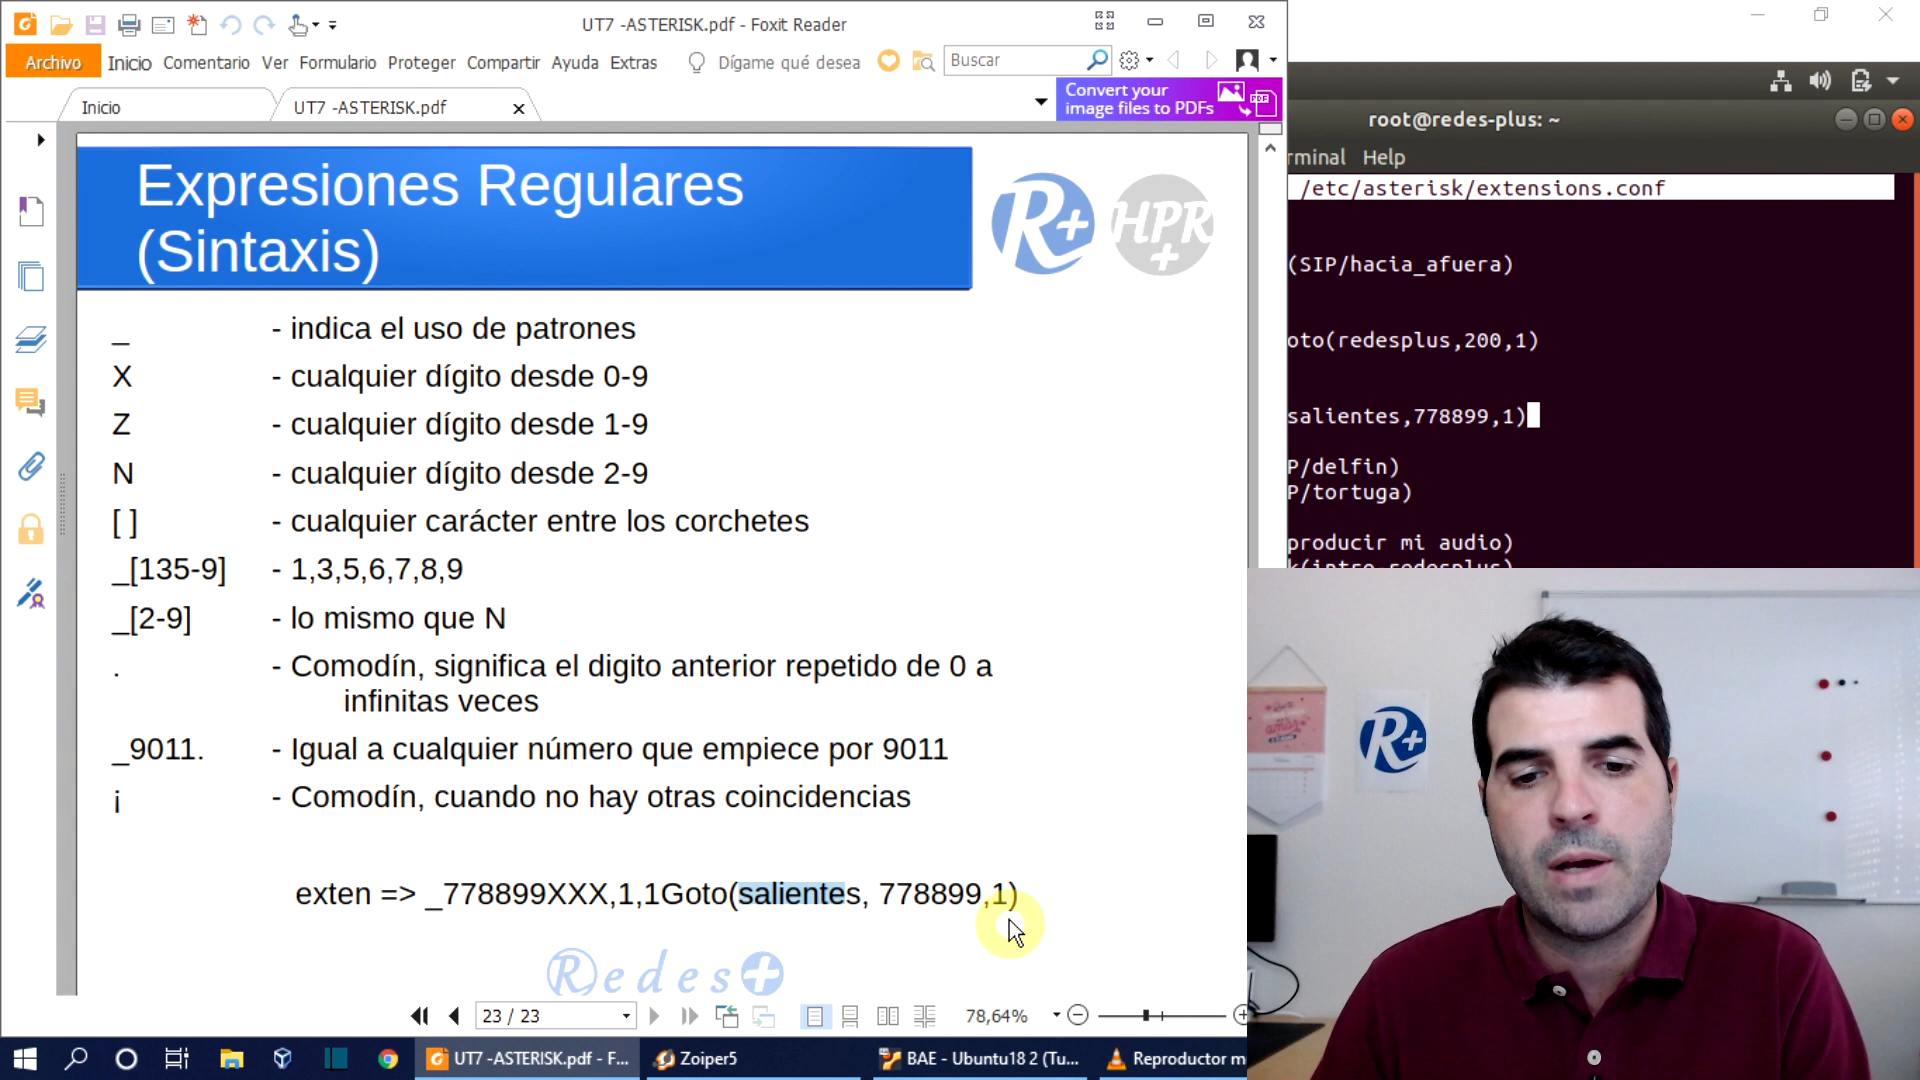 UT7 -ASTERISK.pdf - Foxit Reader
Archivo Inicio Comentario Ver Formulario Proteger Compartir Ayuda Extras Dígame qué desea Buscar
Inicio
UT7 -ASTERISK.pdf
Convert your
image files to PDFs
PDF
Expresiones Regulares
(Sintaxis)
R+ HPR+
_ - indica el uso de patrones
X - cualquier dígito desde 0-9
Z - cualquier dígito desde 1-9
N - cualquier dígito desde 2-9
[ ] - cualquier carácter entre los corchetes
_[135-9] - 1,3,5,6,7,8,9
_[2-9] - lo mismo que N
. - Comodín, significa el digito anterior repetido de 0 a
infinitas veces
_9011. - Igual a cualquier número que empiece por 9011
¡ - Comodín, cuando no hay otras coincidencias
exten => _778899XXX,1,1Goto(salientes, 778899,1)
Redes+
23 / 23
78,64%
root@redes-plus: ~
rminal Help
/etc/asterisk/extensions.conf
(SIP/hacia_afuera)
oto(redesplus,200,1)
salientes,778899,1)
P/delfin)
P/tortuga)
producir mi audio)
k(intro_redesplus)
R+
UT7 -ASTERISK.pdf - F...
Zoiper5
BAE - Ubuntu18 2 (Tu...
Reproductor m